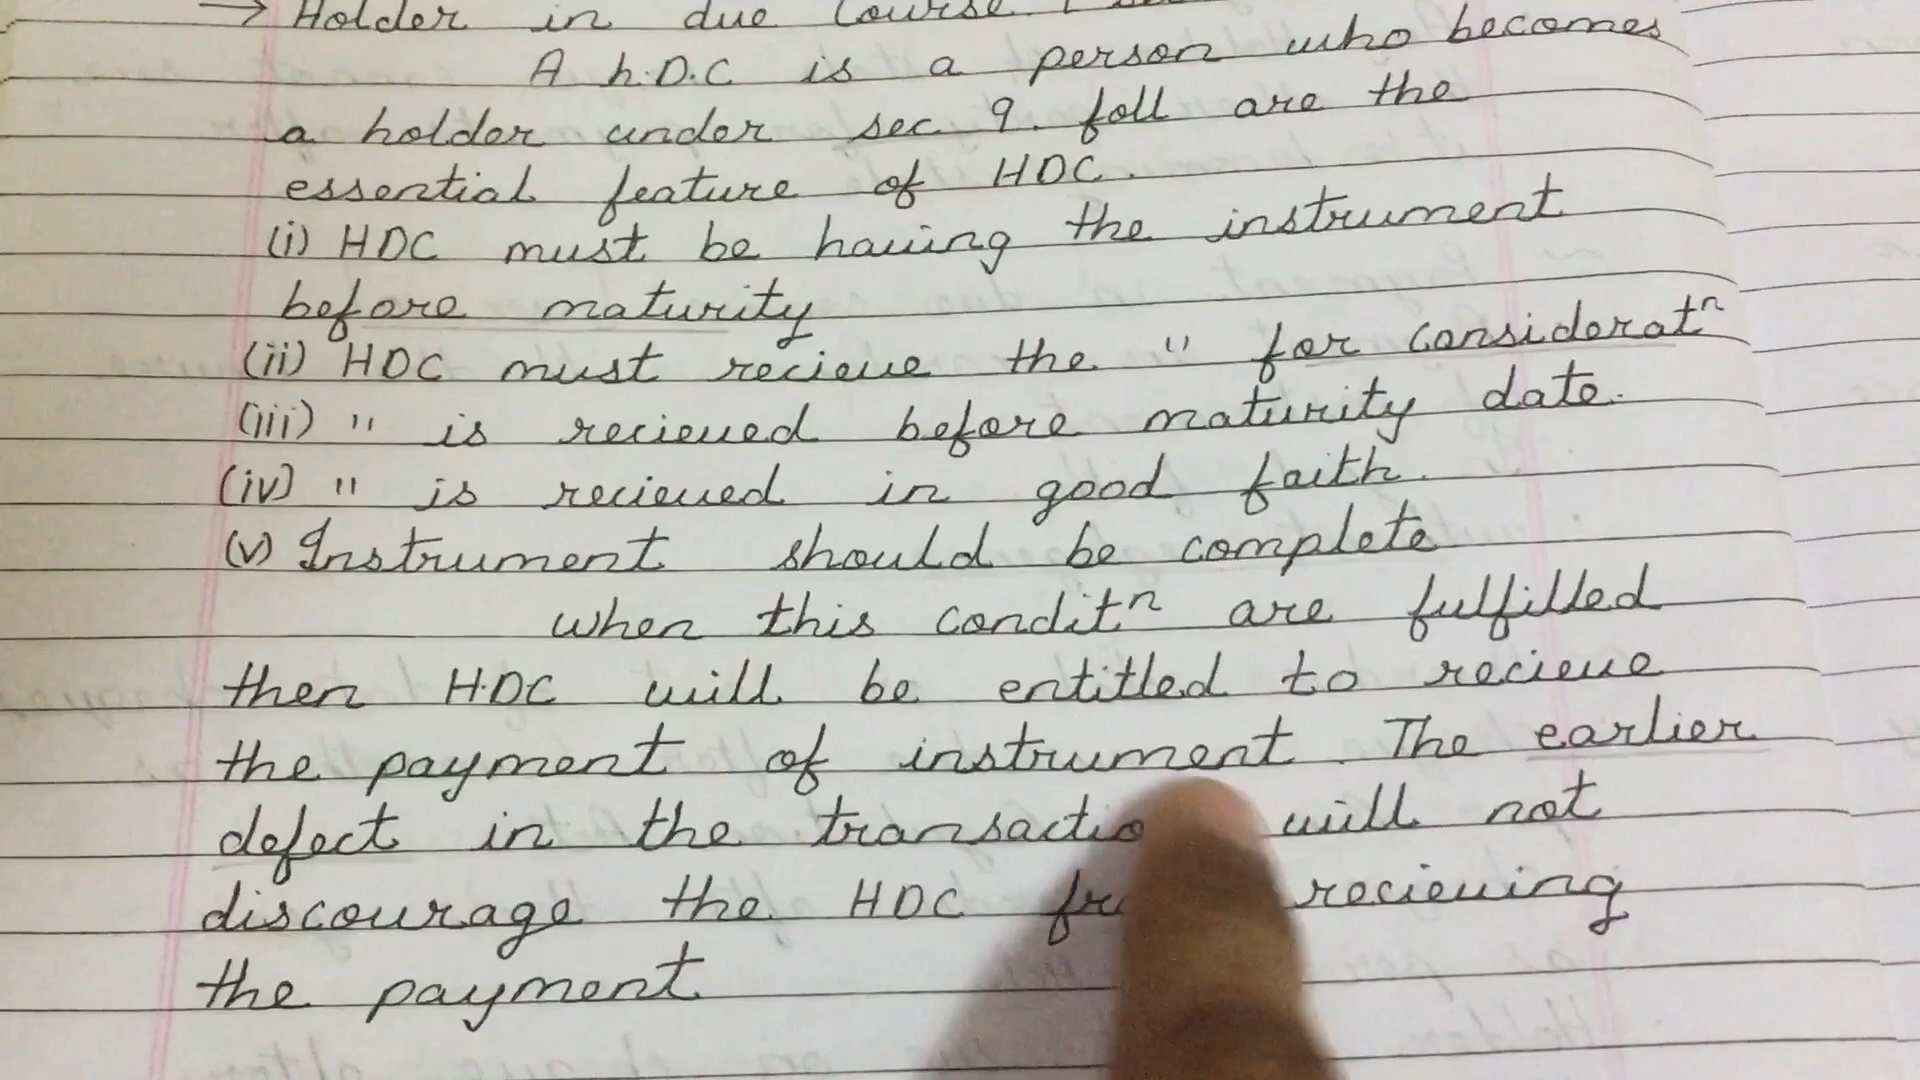 → Holder in due course
A h.D.C is a person who becomes
a holder under sec. 9. foll are the
essential feature of HDC.
(i) HDC must be having the instrument
before maturity
(ii) HDC must recieve the " for consideratⁿ
(iii) " is recieved before maturity date.
(iv) " is recieved in good faith.
(v) Instrument should be complete
when this conditⁿ are fulfilled
then HDC will be entitled to recieve
the payment of instrument. The earlier
defect in the transactio will not
discourage the HDC recieving
the payment